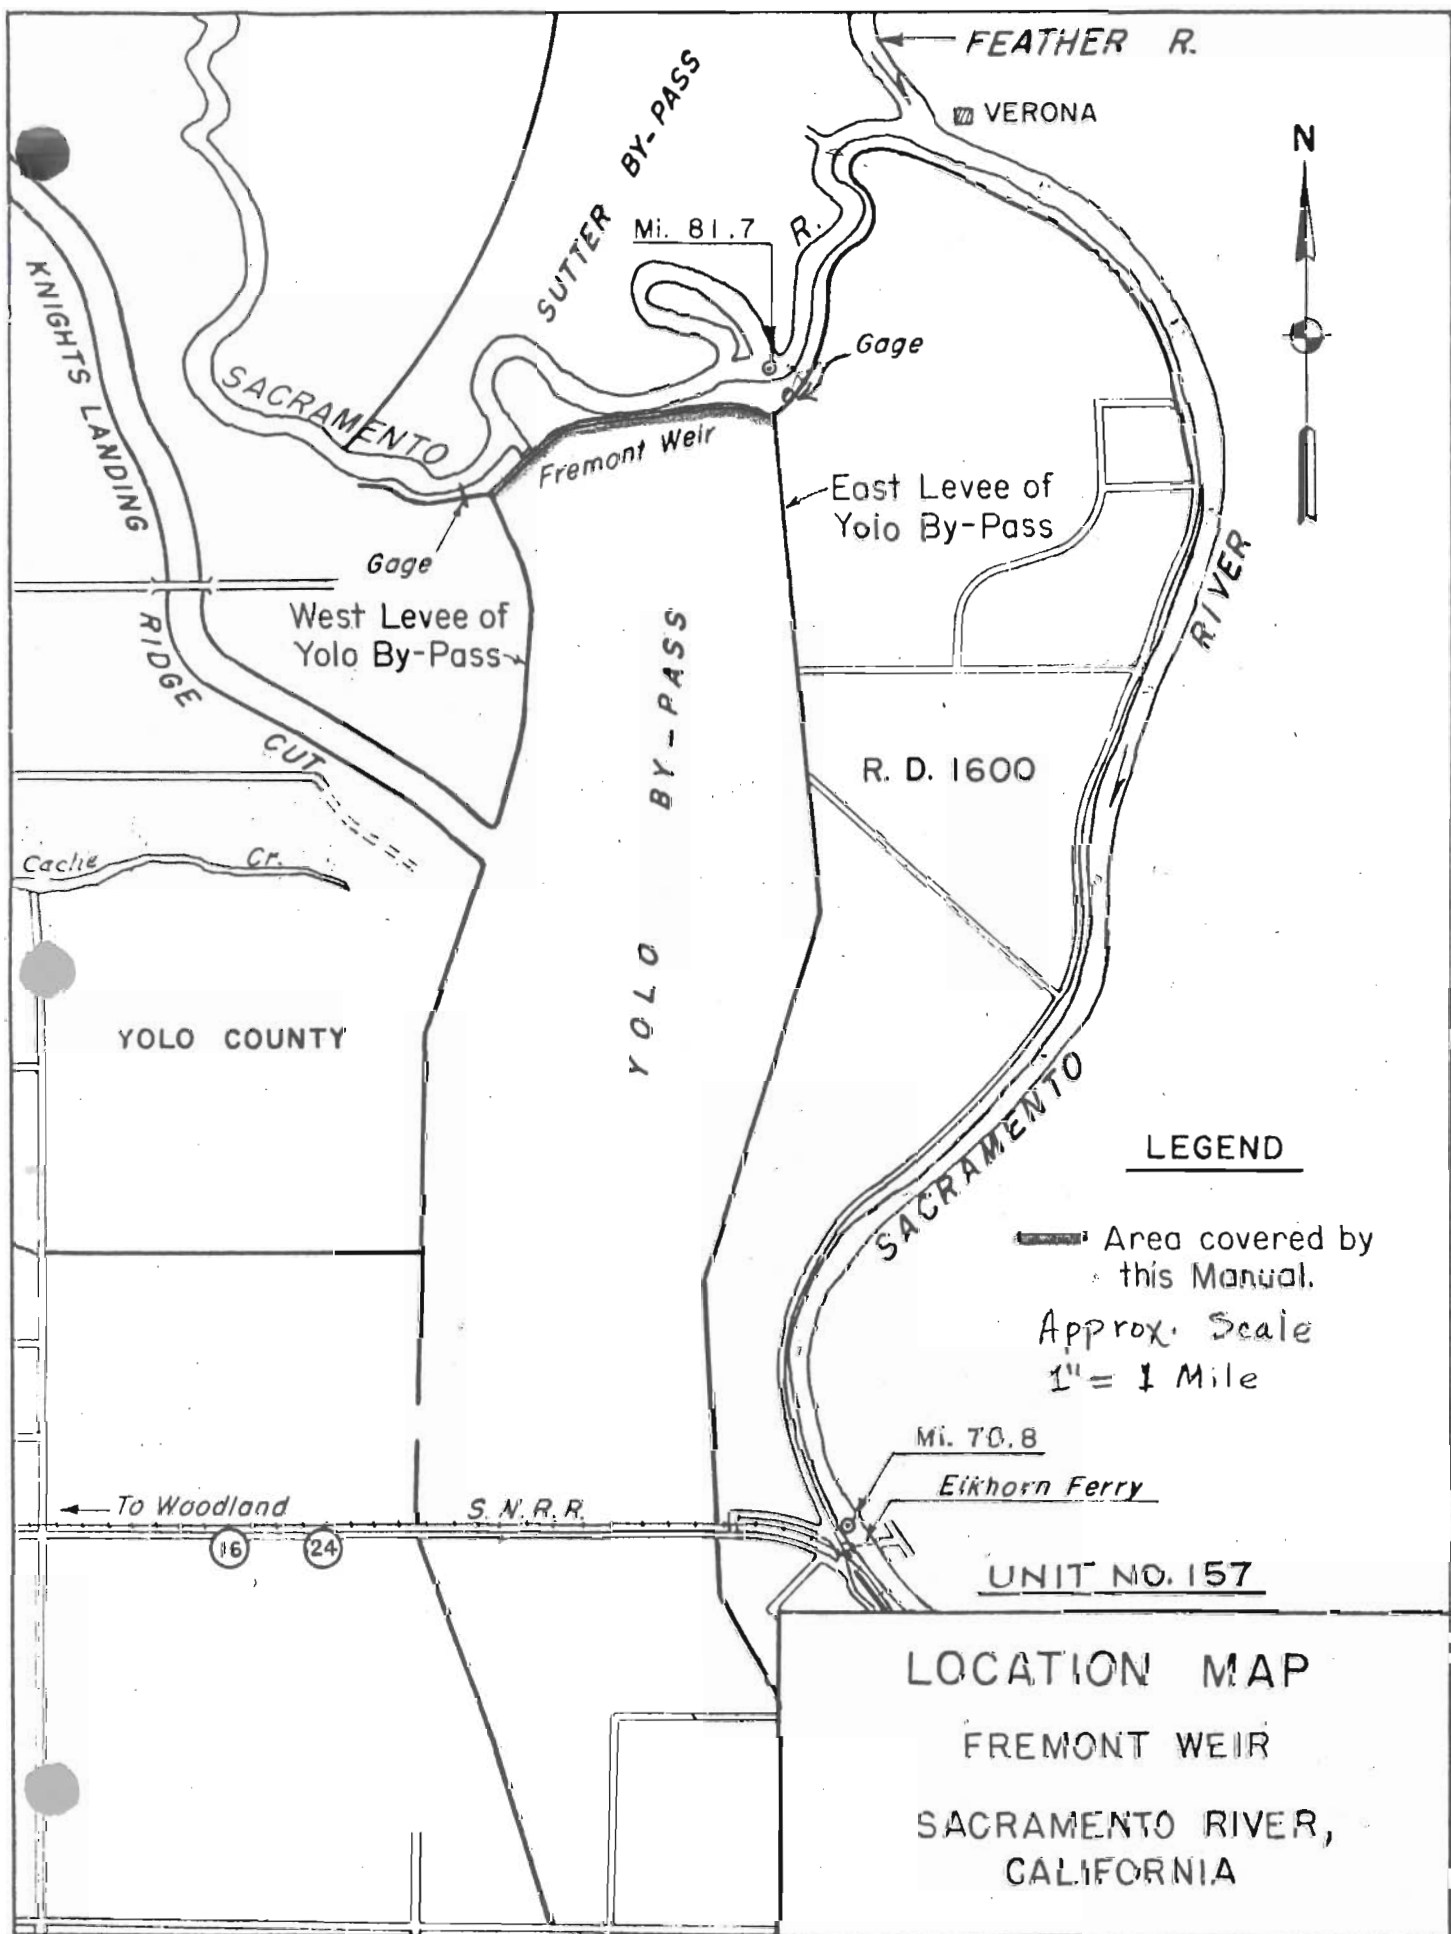 FEATHER R.
VERONA
N
SUTTER BY-PASS
Mi. 81.7
R.
Gage
KNIGHTS LANDING
SACRAMENTO
Fremont Weir
East Levee of
Yolo By-Pass
Gage
West Levee of
Yolo By-Pass
RIVER
RIDGE
CUT
YOLO BY-PASS
R. D. 1600
Cache Cr.
YOLO COUNTY
SACRAMENTO
LEGEND
Area covered by
this Manual.
Approx. Scale
1" = 1 Mile
Mi. 70.8
Elkhorn Ferry
To Woodland
S. N. R. R.
16
24
UNIT NO. 157
LOCATION MAP
FREMONT WEIR
SACRAMENTO RIVER,
CALIFORNIA